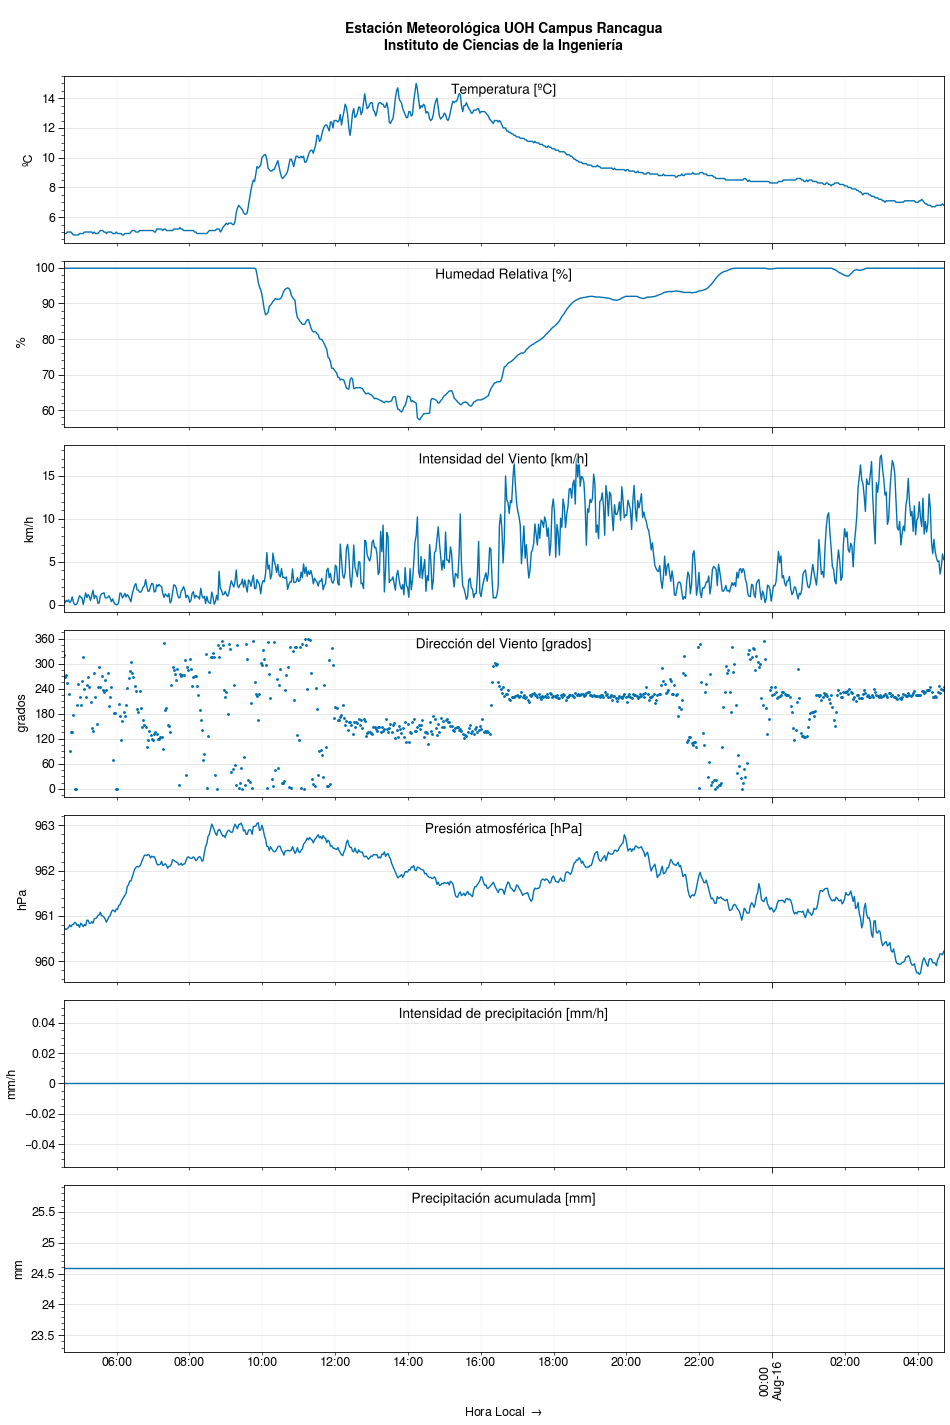 Estación Meteorológica UOH Campus Rancagua
Instituto de Ciencias de la Ingeniería
Temperatura [ºC]
ºC
14
12
10
8
6
Humedad Relativa [%]
%
100
90
80
70
60
Intensidad del Viento [km/h]
km/h
15
10
5
0
Dirección del Viento [grados]
grados
360
300
240
180
120
60
0
Presión atmosférica [hPa]
hPa
963
962
961
960
Intensidad de precipitación [mm/h]
mm/h
0.04
0.02
0
−0.02
−0.04
Precipitación acumulada [mm]
mm
25.5
25
24.5
24
23.5
06:00 08:00 10:00 12:00 14:00 16:00 18:00 20:00 22:00 00:00 02:00 04:00
Aug-16
Hora Local →